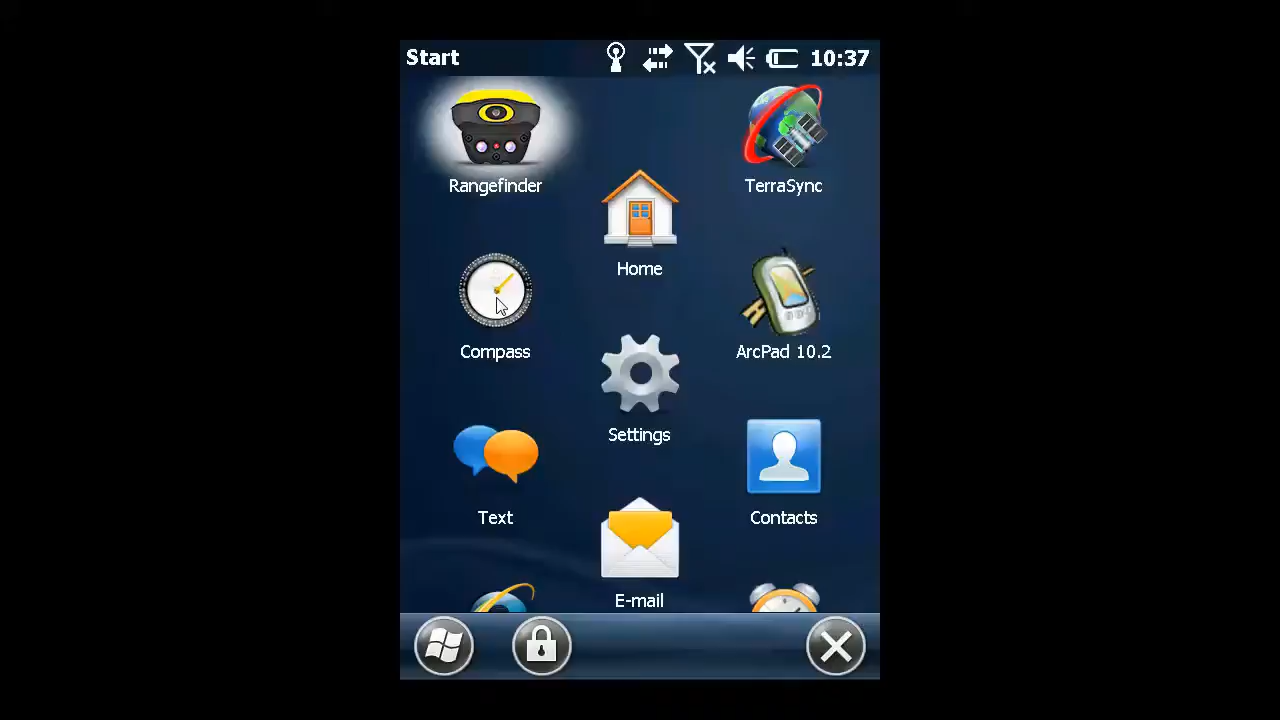 Start
10:37
Rangefinder
TerraSync
Home
Compass
ArcPad 10.2
Settings
Text
Contacts
E-mail